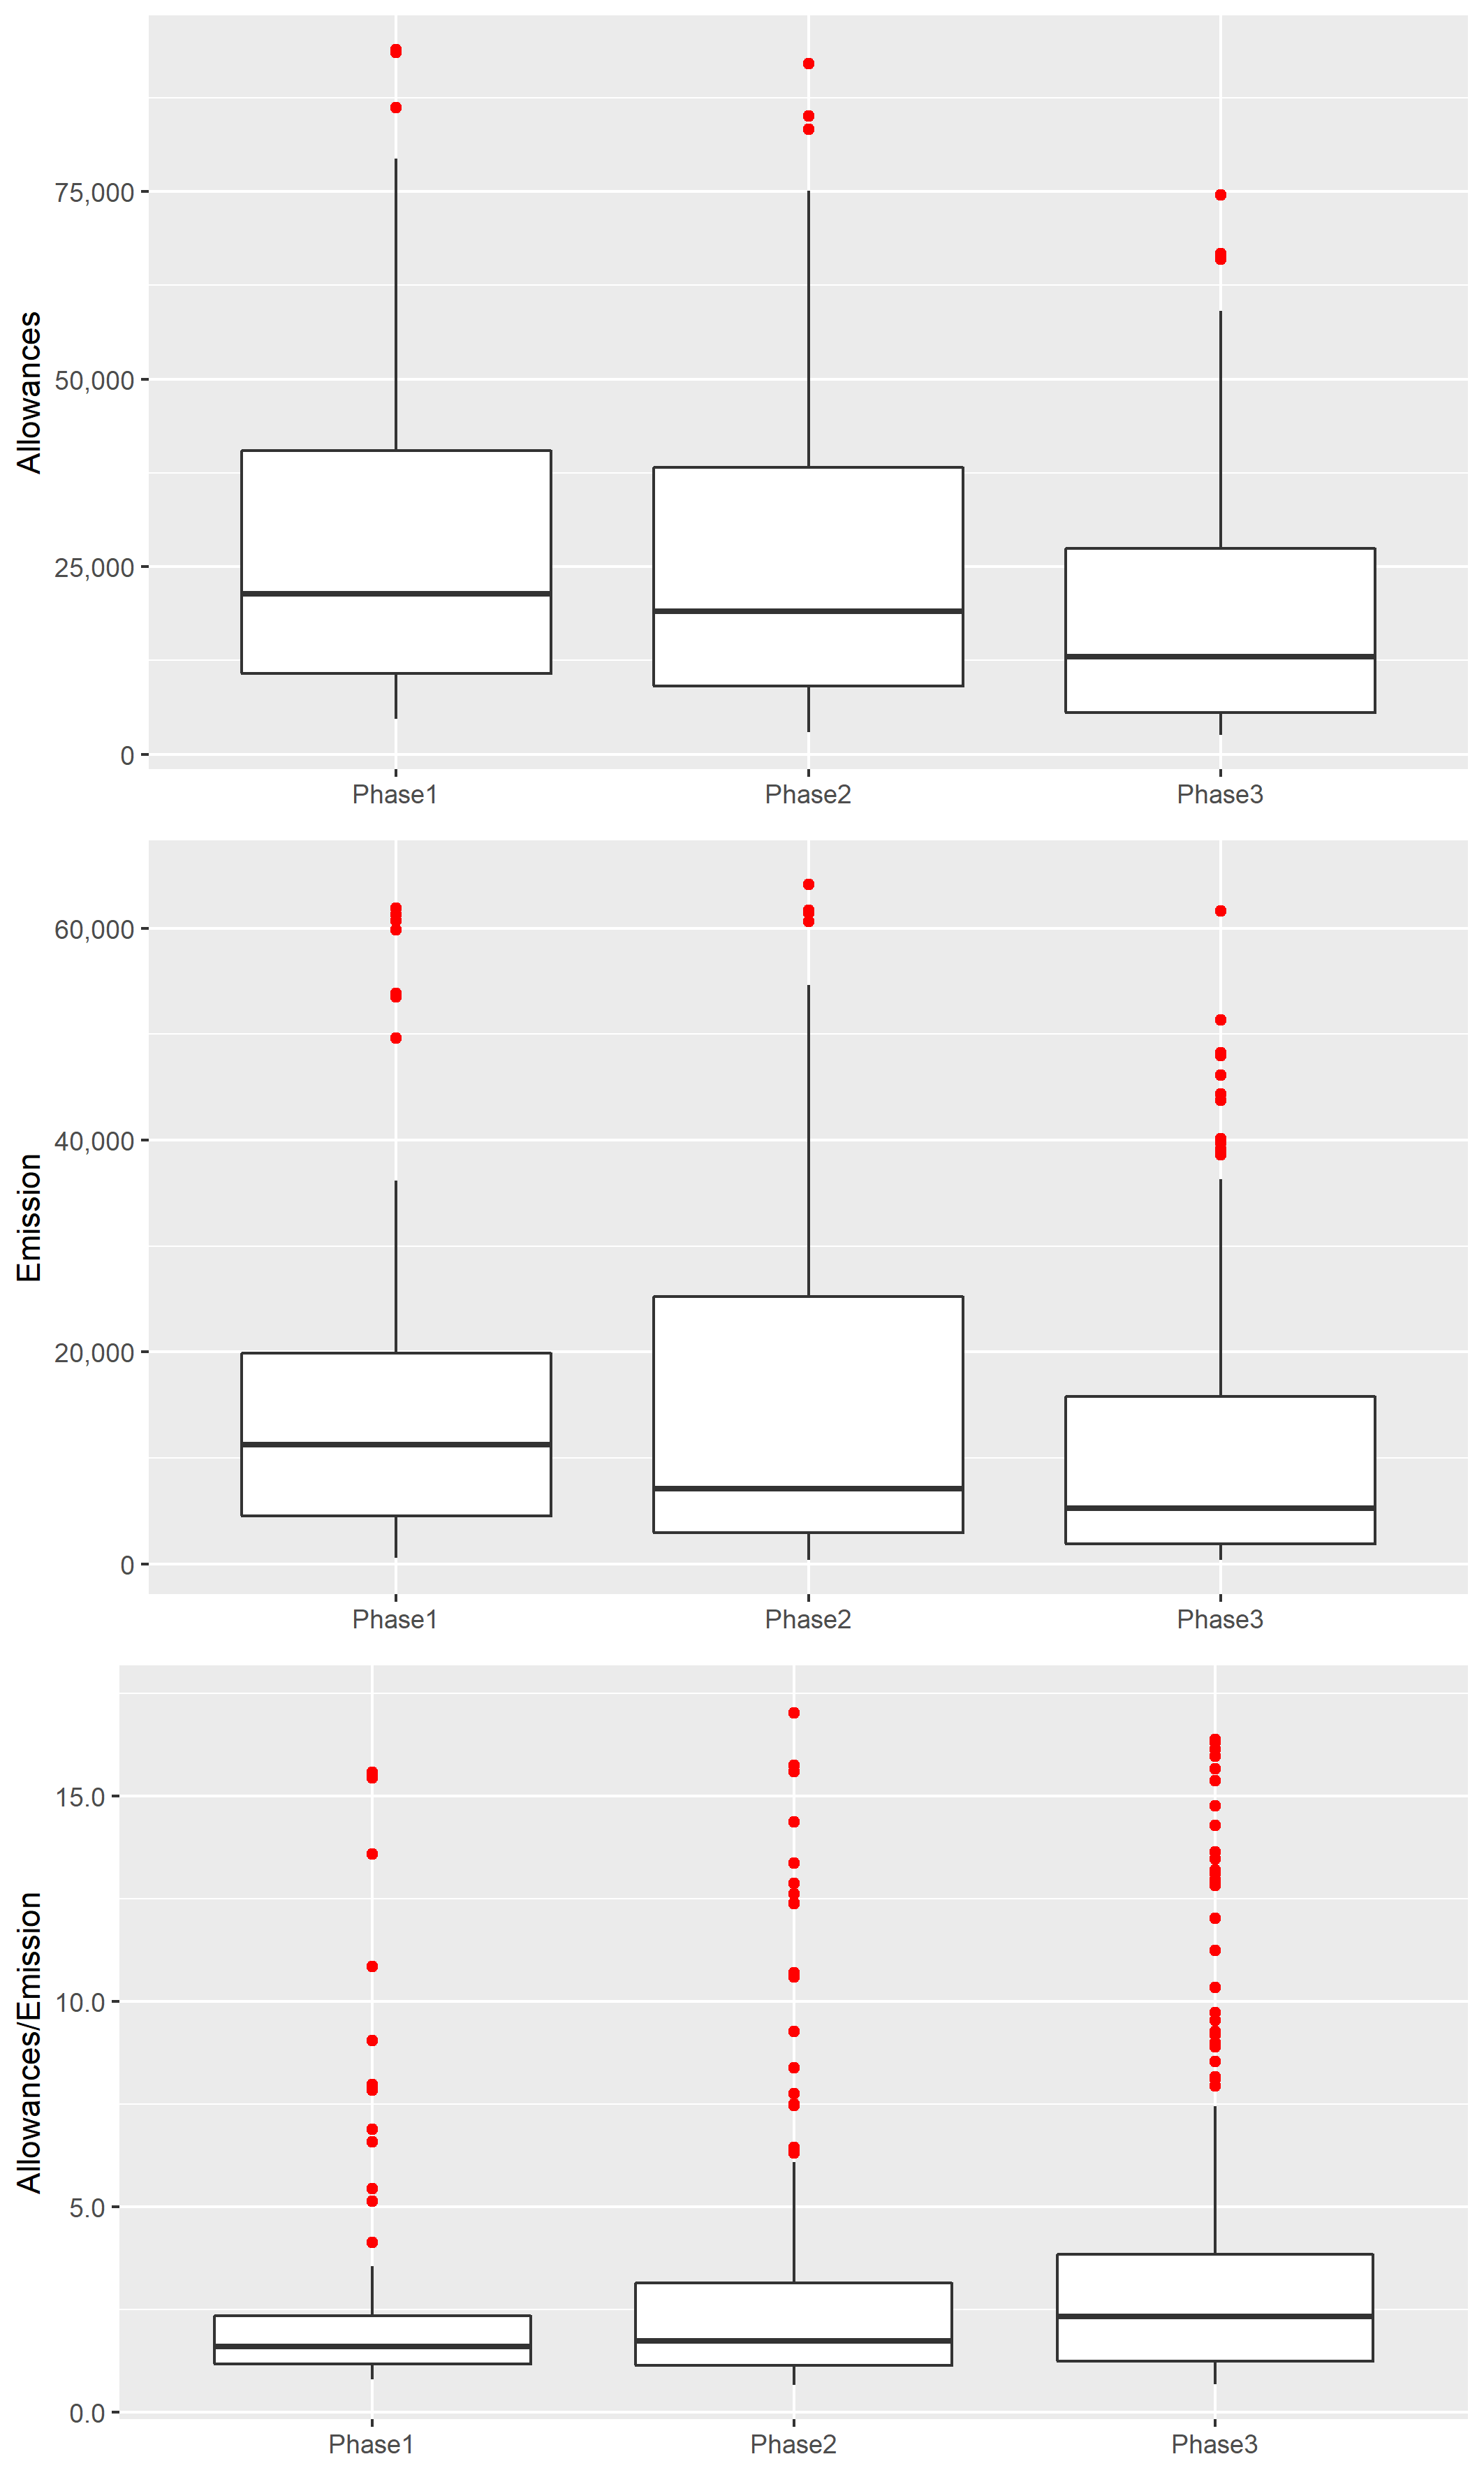 Allowances
75,000
50,000
25,000
0
Phase1 Phase2 Phase3
Emission
60,000
40,000
20,000
0
Phase1 Phase2 Phase3
Allowances/Emission
15.0
10.0
5.0
0.0
Phase1 Phase2 Phase3